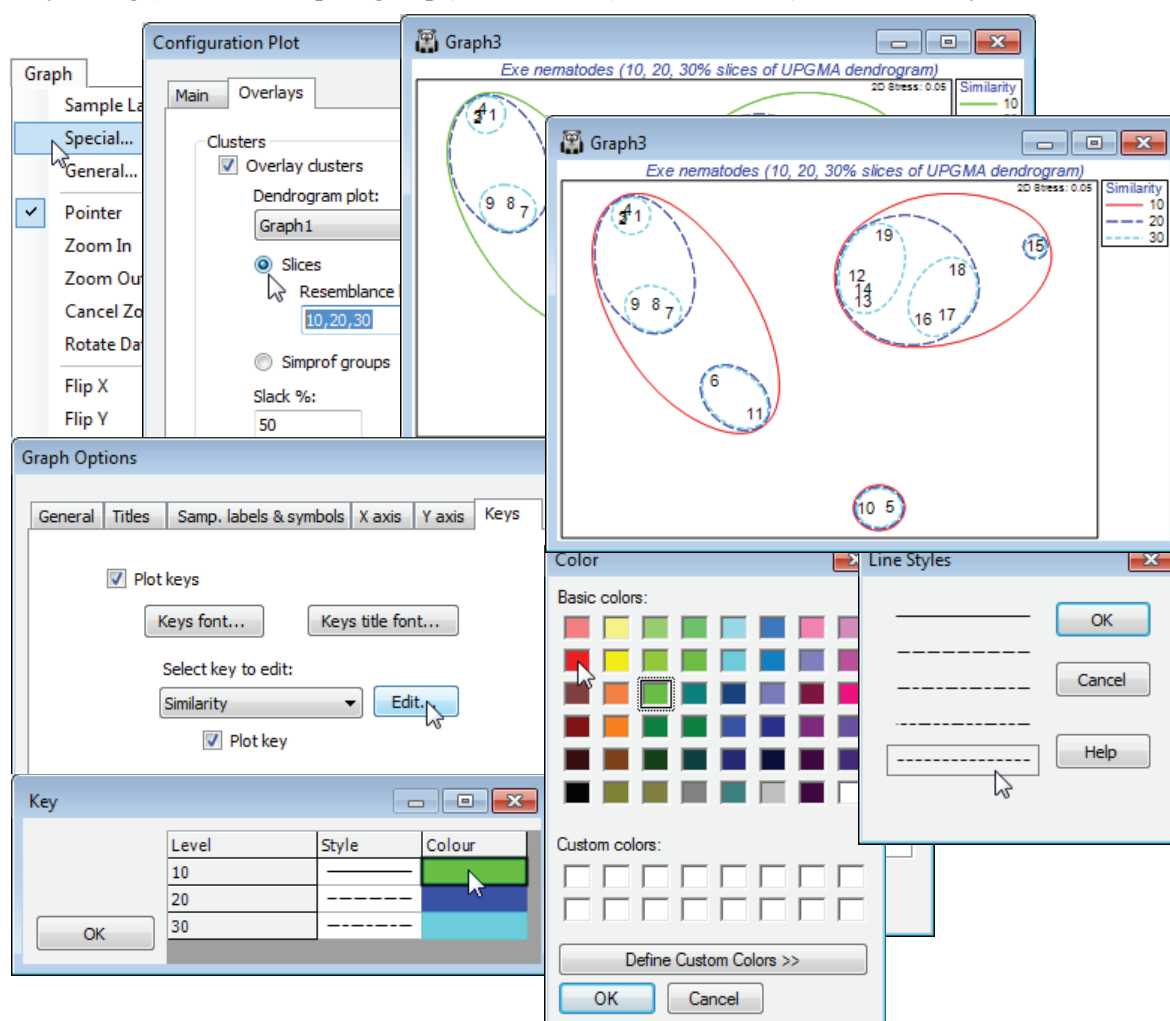 Graph
Sample La
Special...
General...
Pointer
Zoom In
Zoom Ou
Cancel Zo
Rotate Da
Flip X
Flip Y
Configuration Plot
Main Overlays
Clusters
Overlay clusters
Dendrogram plot:
Graph1
Slices
Resemblance l
10,20,30
Simprof groups
Slack %:
50
Graph3
Exe nematodes (10, 20, 30% slices of UPGMA dendrogram)
2D Stress: 0.05
Similarity
10
1
9 8 7
Graph3
Exe nematodes (10, 20, 30% slices of UPGMA dendrogram)
2D Stress: 0.05
Similarity
10
20
30
1
19
15
12
14
13
18
9 8 7
16 17
6
11
10 5
Graph Options
General Titles Samp. labels & symbols X axis Y axis Keys
Plot keys
Keys font... Keys title font...
Select key to edit:
Similarity Edit...
Plot key
Key
Level Style Colour
10
20
30
OK
Color
Basic colors:
Custom colors:
Define Custom Colors >>
OK Cancel
Line Styles
OK
Cancel
Help